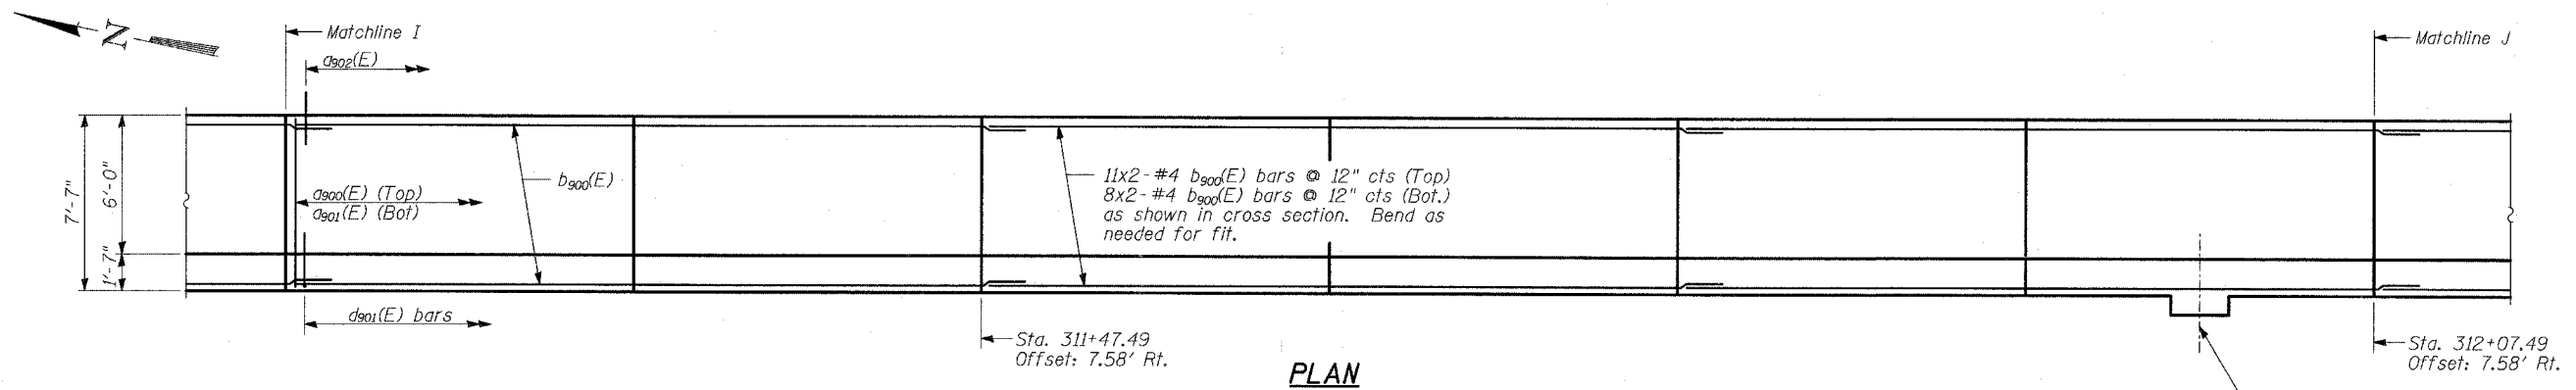 N
Matchline I
Matchline J
a902(E)
7'-7"
6'-0"
1'-7"
a900(E) (Top)
a901(E) (Bot)
b900(E)
11x2-#4 b900(E) bars @ 12" cts (Top)
8x2-#4 b900(E) bars @ 12" cts (Bot.)
as shown in cross section. Bend as
needed for fit.
d901(E) bars
Sta. 311+47.49
Offset: 7.58' Rt.
Sta. 312+07.49
Offset: 7.58' Rt.
PLAN